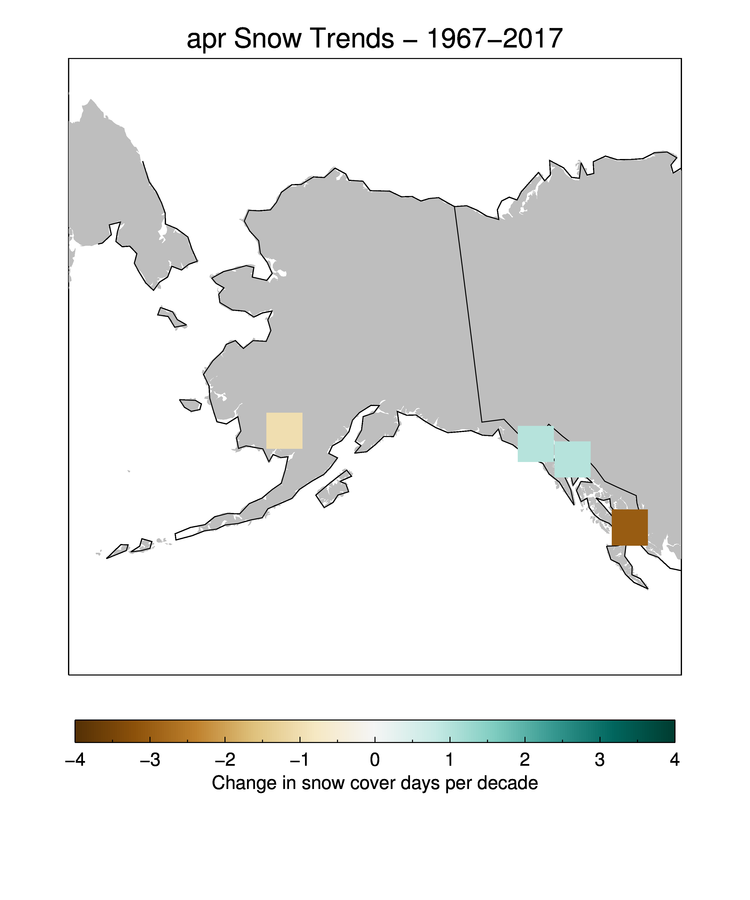 apr Snow Trends − 1967−2017
−4 −3 −2 −1 0 1 2 3 4
Change in snow cover days per decade